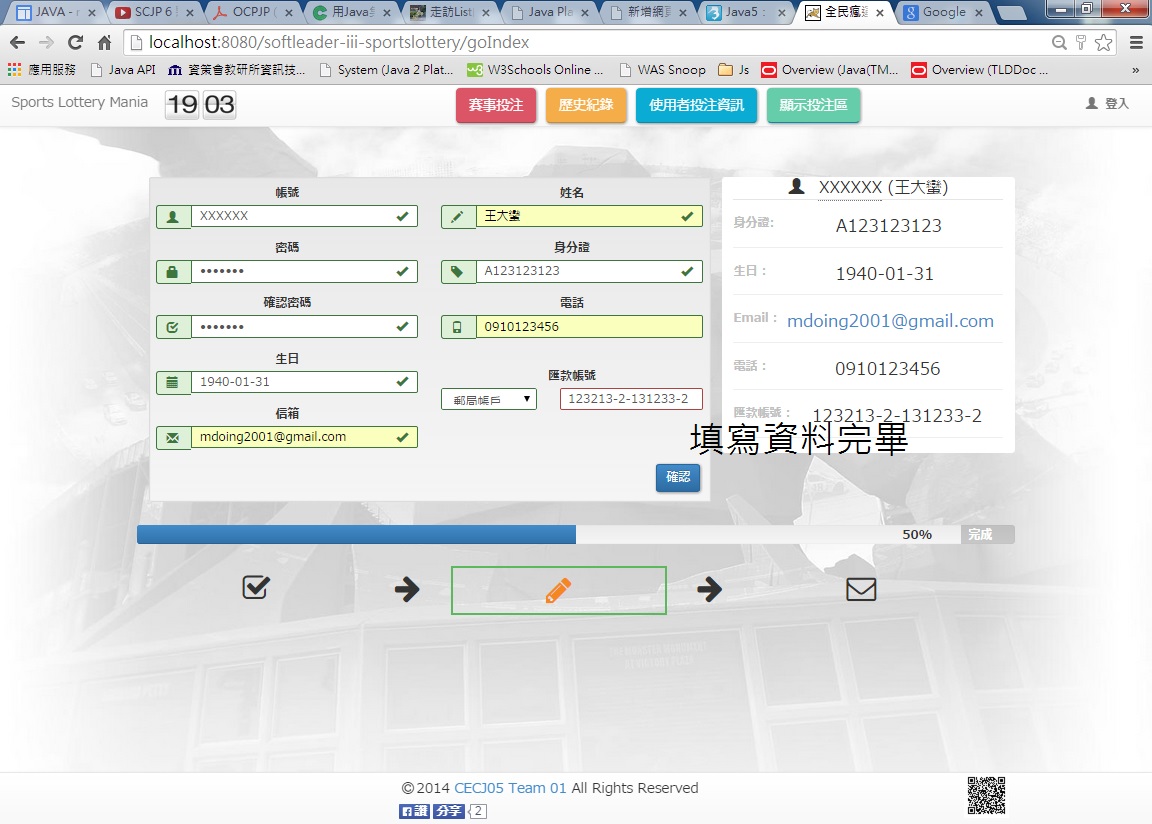 JAVA - r
SCJP 6
OCPJP (
用Java
走訪List
Java Pla
新增網頁
Java5 :
全民瘋運
Google
localhost:8080/softleader-iii-sportslottery/goIndex
應用服務
Java API
資策會教研所資訊技...
System (Java 2 Plat...
W3Schools Online ...
WAS Snoop
Js
Overview (Java(TM...
Overview (TLDDoc ...
»
Sports Lottery Mania
19 03
賽事投注
歷史紀錄
使用者投注資訊
顯示投注區
登入
帳號
XXXXXX
姓名
王大蠻
密碼
•••••••
身分證
A123123123
確認密碼
•••••••
電話
0910123456
生日
1940-01-31
匯款帳號
郵局帳戶
123213-2-131233-2
信箱
mdoing2001@gmail.com
確認
XXXXXX (王大蠻)
身分證:
A123123123
生日:
1940-01-31
Email:
mdoing2001@gmail.com
電話:
0910123456
匯款帳號:
123213-2-131233-2
填寫資料完畢
50%
完成
©2014 CECJ05 Team 01 All Rights Reserved
讚
分享
2